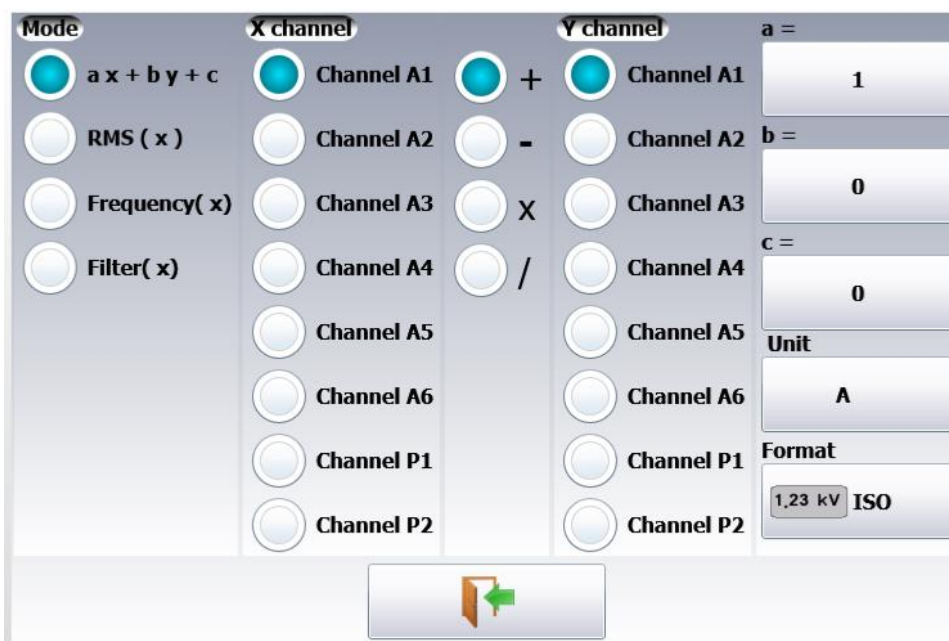 Mode
a x + b y + c
RMS ( x )
Frequency( x)
Filter( x)
X channel
Channel A1
Channel A2
Channel A3
Channel A4
Channel A5
Channel A6
Channel P1
Channel P2
+
-
x
/
Y channel
Channel A1
Channel A2
Channel A3
Channel A4
Channel A5
Channel A6
Channel P1
Channel P2
a =
1
b =
0
c =
0
Unit
A
Format
1,23 kV ISO